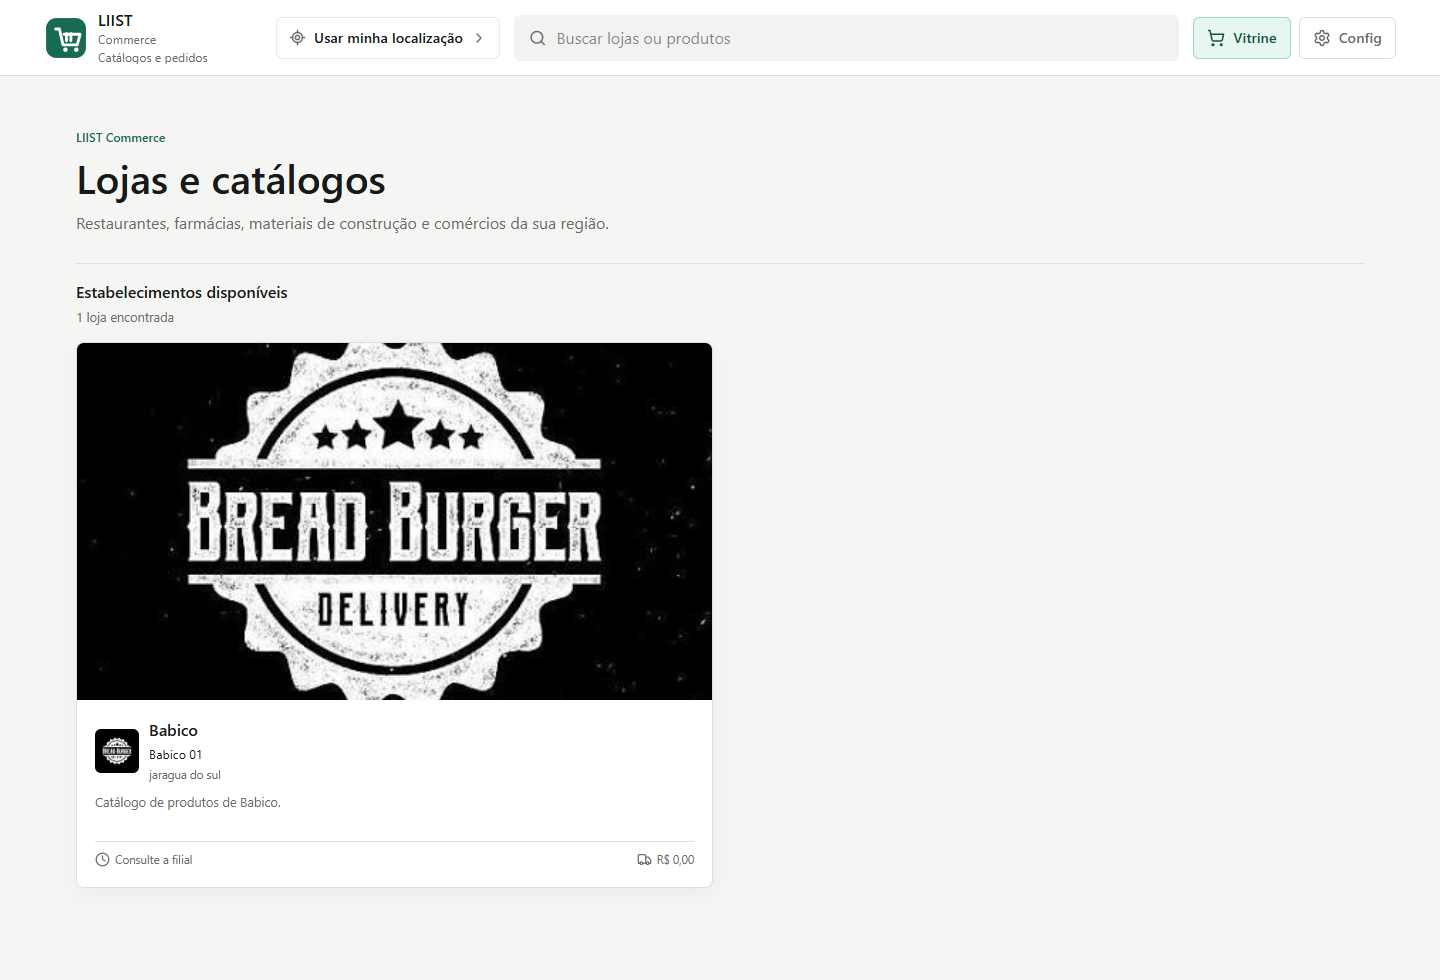 LIIST
Commerce
Catálogos e pedidos
Usar minha localização
Buscar lojas ou produtos
Vitrine
Config
LIIST Commerce
Lojas e catálogos
Restaurantes, farmácias, materiais de construção e comércios da sua região.
Estabelecimentos disponíveis
1 loja encontrada
BREAD BURGER
DELIVERY
BREAD BURGER
Babico
Babico 01
jaragua do sul
Catálogo de produtos de Babico.
Consulte a filial
R$ 0,00